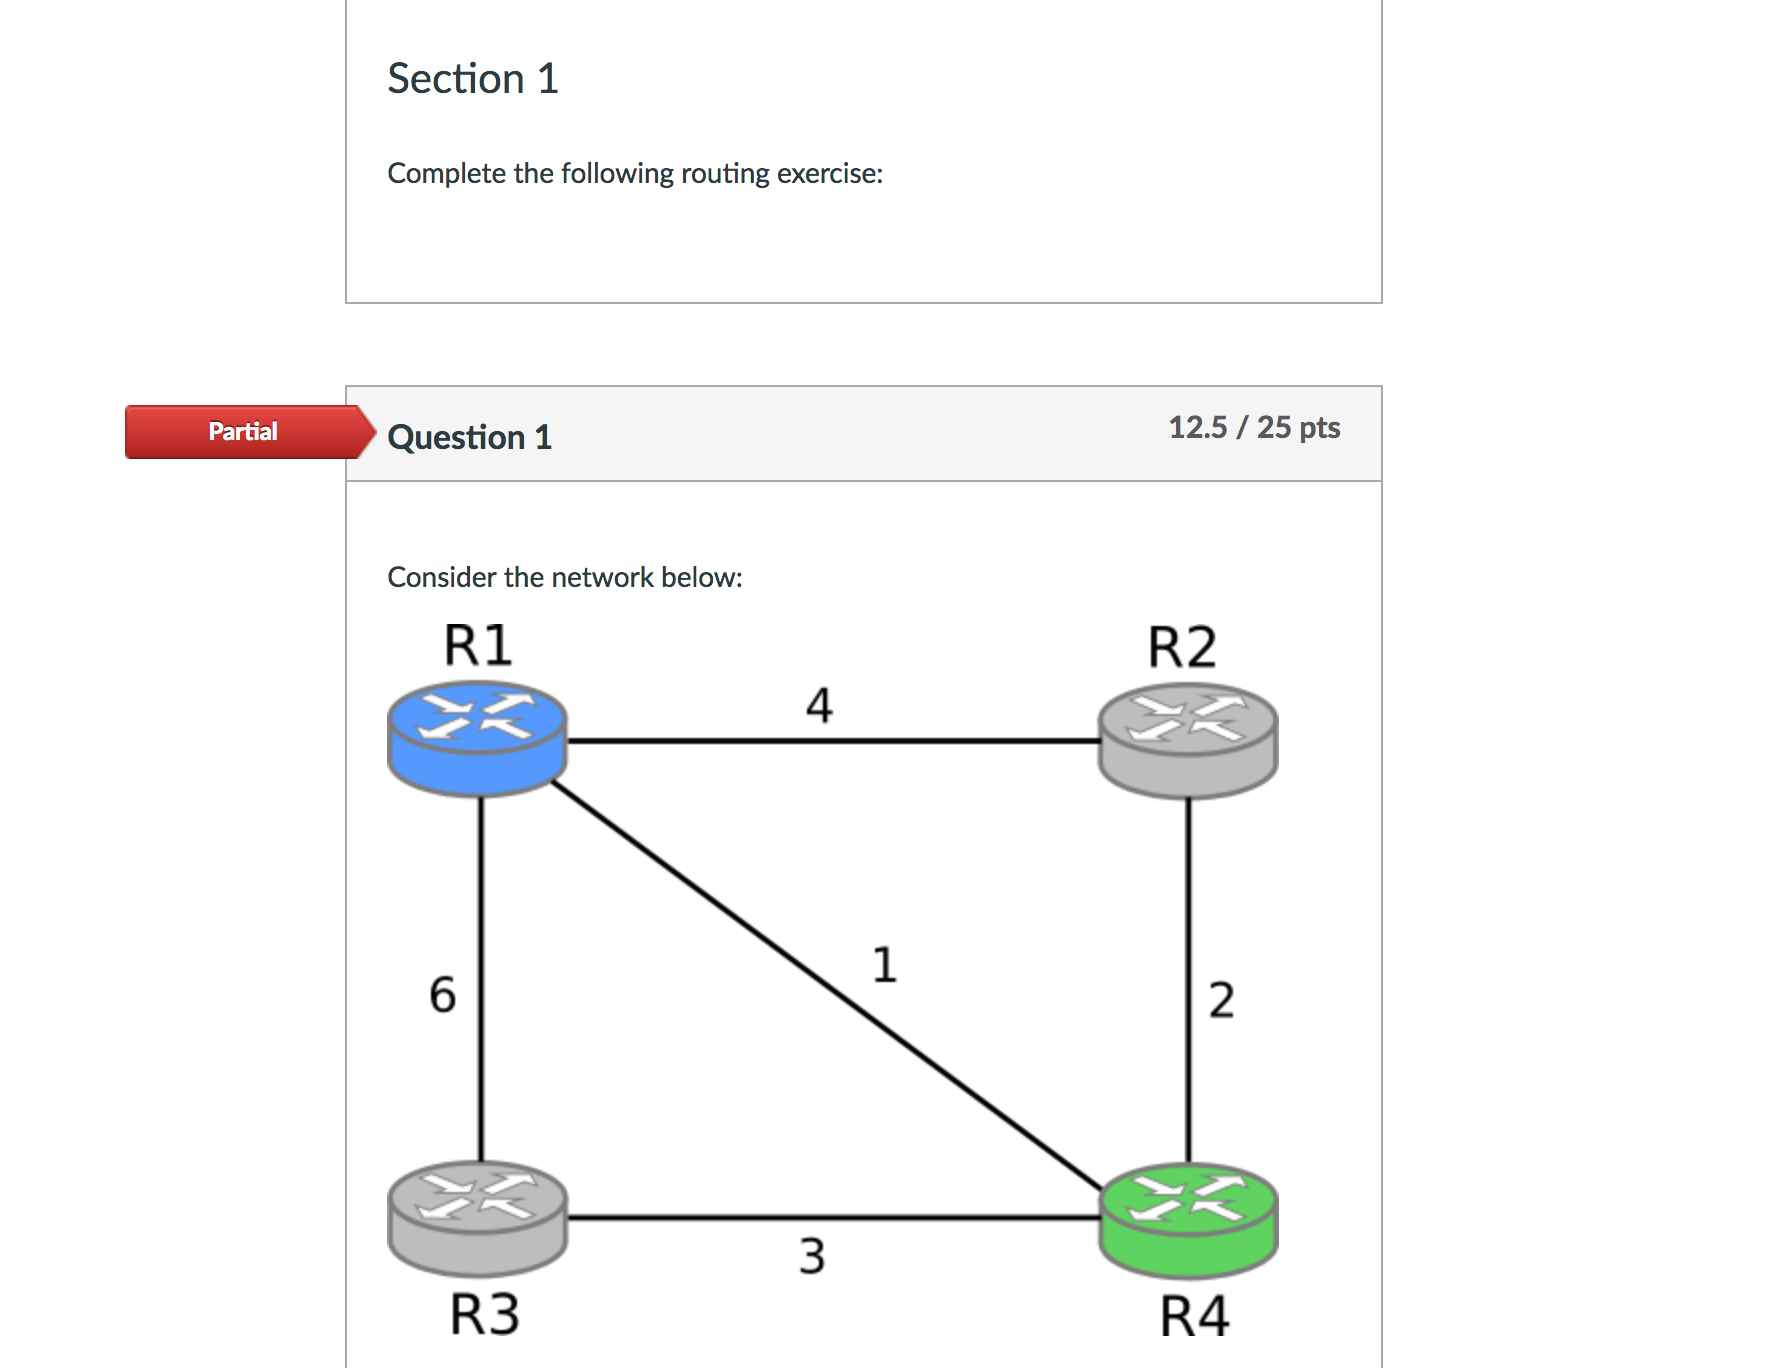 Section 1
Complete the following routing exercise:
Partial
Question 1
12.5 / 25 pts
Consider the network below:
R1
R2
4
1
6
2
3
R3
R4